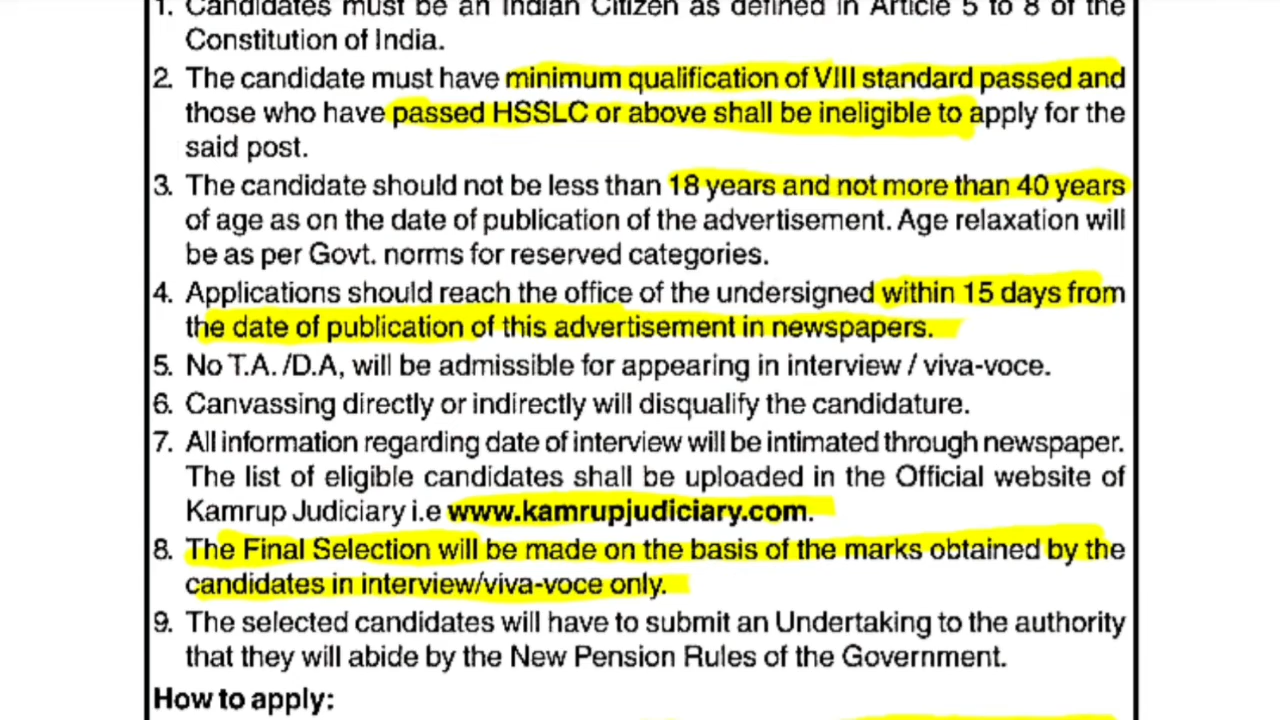 1. Candidates must be an Indian Citizen as defined in Article 5 to 8 of the
Constitution of India.
2. The candidate must have minimum qualification of VIII standard passed and
those who have passed HSSLC or above shall be ineligible to apply for the
said post.
3. The candidate should not be less than 18 years and not more than 40 years
of age as on the date of publication of the advertisement. Age relaxation will
be as per Govt. norms for reserved categories.
4. Applications should reach the office of the undersigned within 15 days from
the date of publication of this advertisement in newspapers.
5. No T.A. /D.A, will be admissible for appearing in interview / viva-voce.
6. Canvassing directly or indirectly will disqualify the candidature.
7. All information regarding date of interview will be intimated through newspaper.
The list of eligible candidates shall be uploaded in the Official website of
Kamrup Judiciary i.e www.kamrupjudiciary.com.
8. The Final Selection will be made on the basis of the marks obtained by the
candidates in interview/viva-voce only.
9. The selected candidates will have to submit an Undertaking to the authority
that they will abide by the New Pension Rules of the Government.
How to apply: